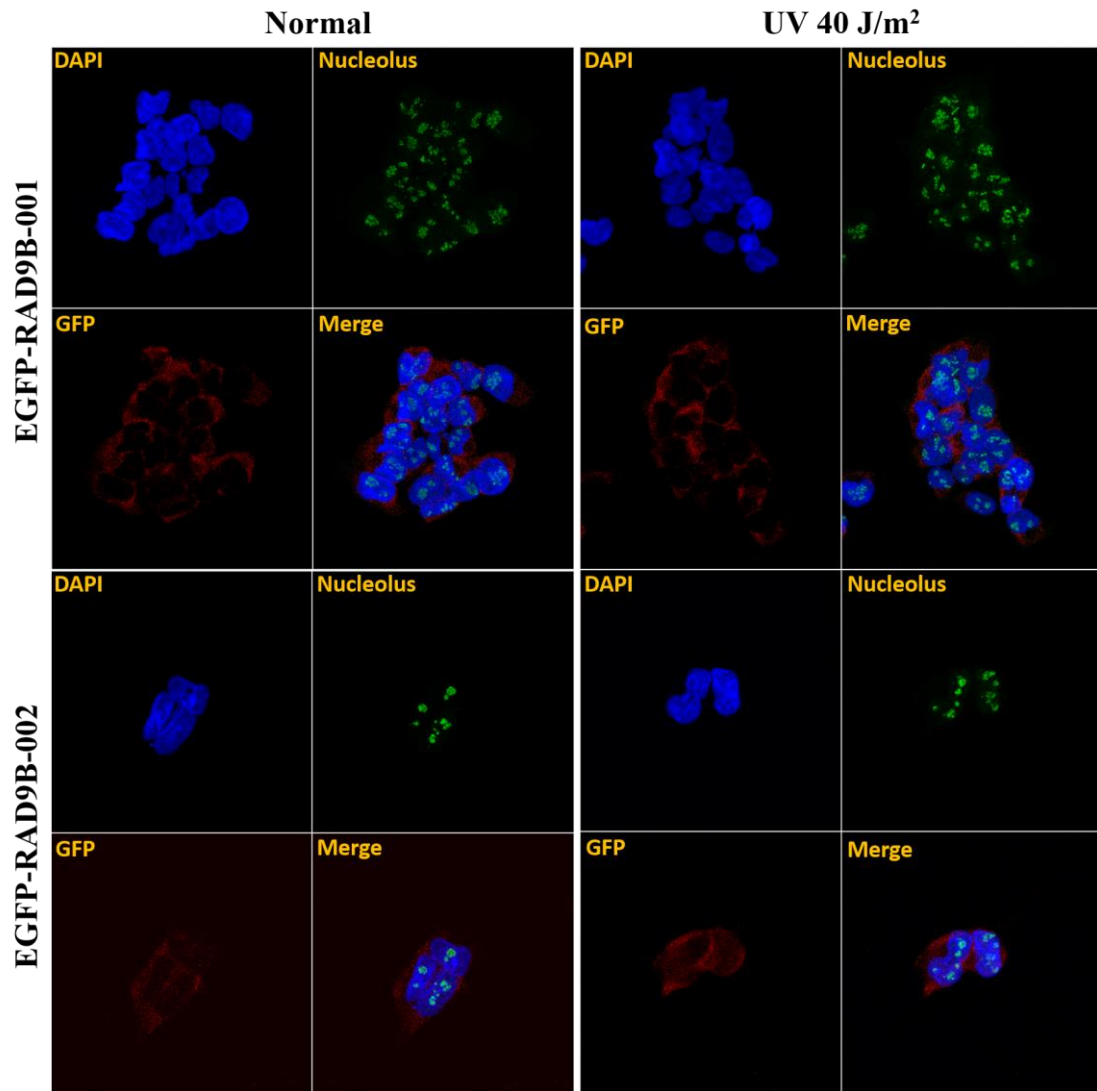 Normal
UV 40 J/m²
EGFP-RAD9B-001
DAPI
Nucleolus
DAPI
Nucleolus
GFP
Merge
GFP
Merge
EGFP-RAD9B-002
DAPI
Nucleolus
DAPI
Nucleolus
GFP
Merge
GFP
Merge